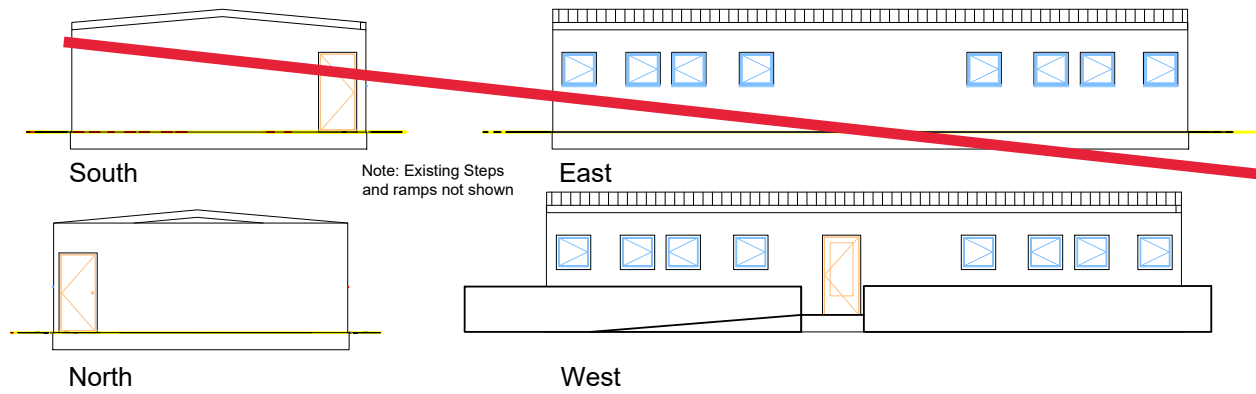 South
Note: Existing Steps
and ramps not shown
East
North
West